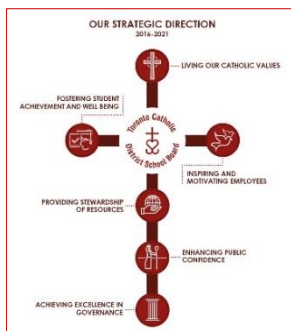 OUR STRATEGIC DIRECTION
2016-2021
LIVING OUR CATHOLIC VALUES
FOSTERING STUDENT
ACHIEVEMENT AND WELL BEING
Toronto Catholic
District School Board
INSPIRING AND
MOTIVATING EMPLOYEES
PROVIDING STEWARDSHIP
OF RESOURCES
ENHANCING PUBLIC
CONFIDENCE
ACHIEVING EXCELLENCE IN
GOVERNANCE